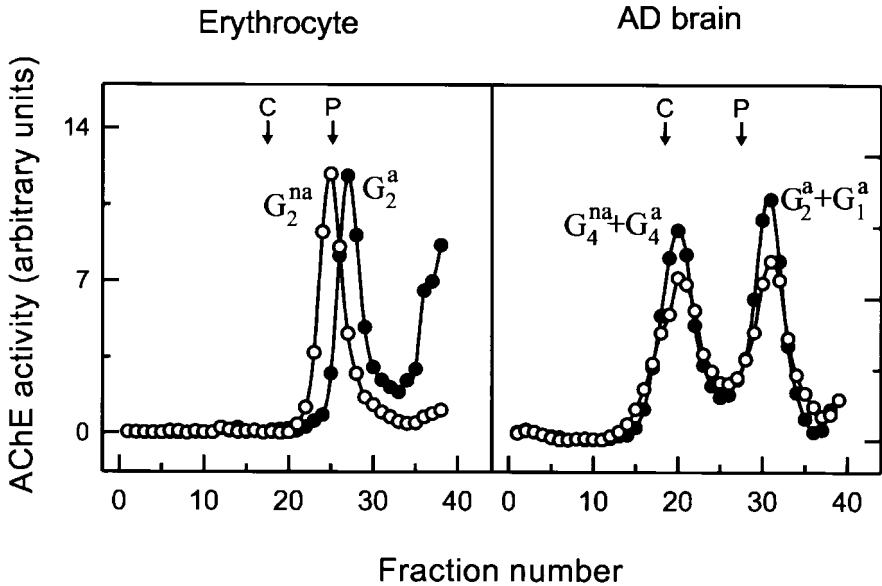 Erythrocyte
AD brain
AChE activity (arbitrary units)
14
7
0
C P
G₂ⁿᵃ
G₂ᵃ
C P
G₄ⁿᵃ+G₄ᵃ
G₂ᵃ+G₁ᵃ
0 10 20 30 40
0 10 20 30 40
Fraction number